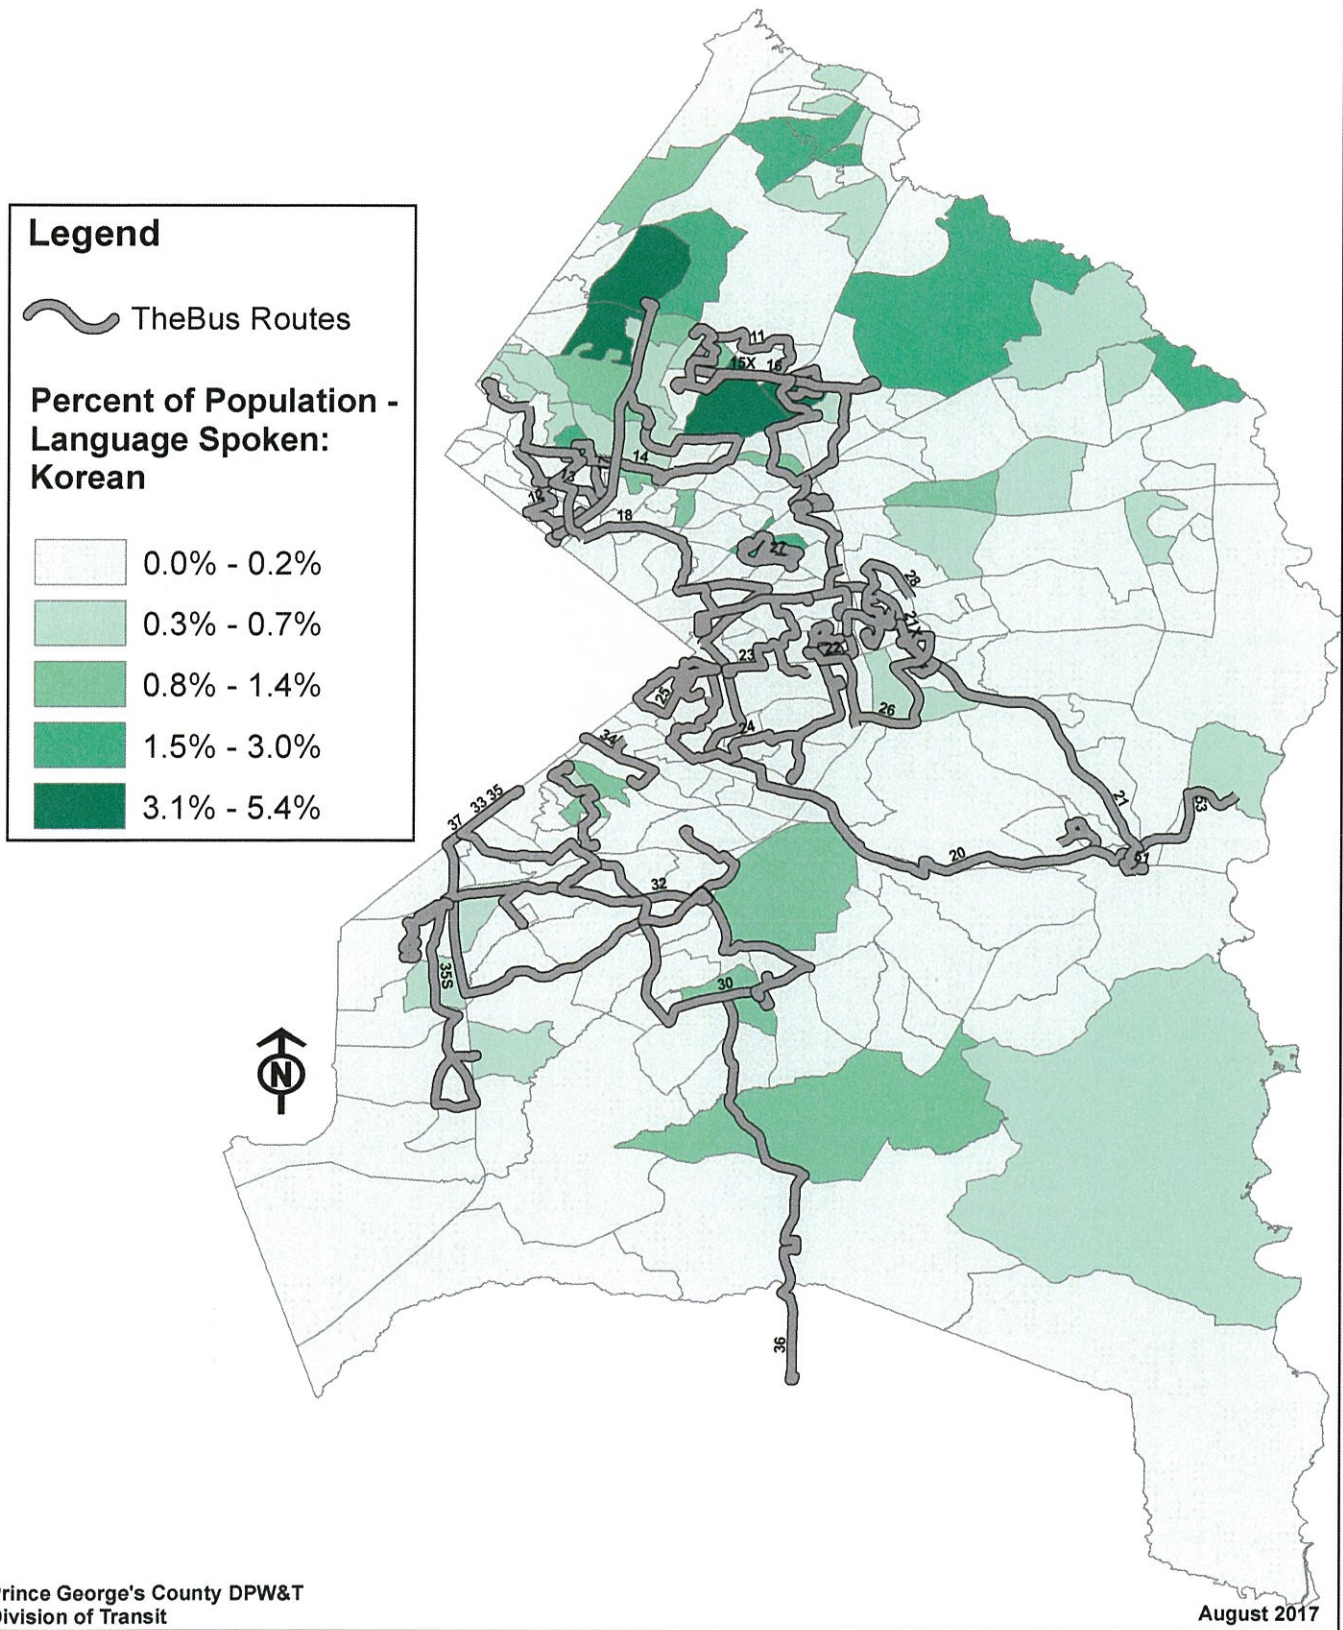 Legend
TheBus Routes
Percent of Population -
Language Spoken:
Korean
0.0% - 0.2%
0.3% - 0.7%
0.8% - 1.4%
1.5% - 3.0%
3.1% - 5.4%
11
15X
16
14
13
12
18
27
28
21X
22
23
25
26
24
34
33 35
37
21
53
51
20
32
35S
30
36
N
rince George's County DPW&T
ivision of Transit
August 2017